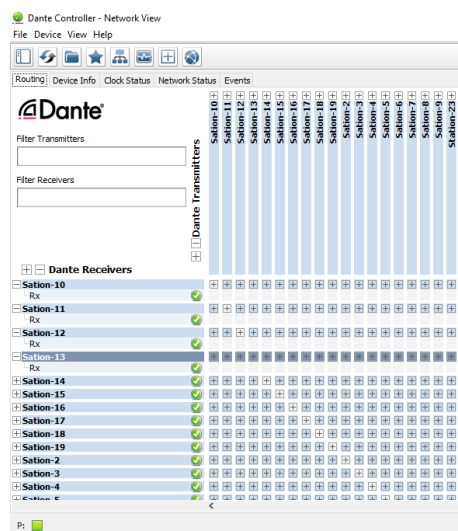 Dante Controller - Network View
File Device View Help
Routing Device Info Clock Status Network Status Events
Dante
Filter Transmitters
Filter Receivers
Dante Transmitters
Sation-10
Sation-11
Sation-12
Sation-13
Sation-14
Sation-15
Sation-16
Sation-17
Sation-18
Sation-19
Sation-2
Sation-3
Sation-4
Sation-5
Sation-6
Sation-7
Sation-8
Sation-9
Station-23
Dante Receivers
Sation-10
Rx
Sation-11
Rx
Sation-12
Rx
Sation-13
Rx
Sation-14
Sation-15
Sation-16
Sation-17
Sation-18
Sation-19
Sation-2
Sation-3
Sation-4
Sation-5
P: